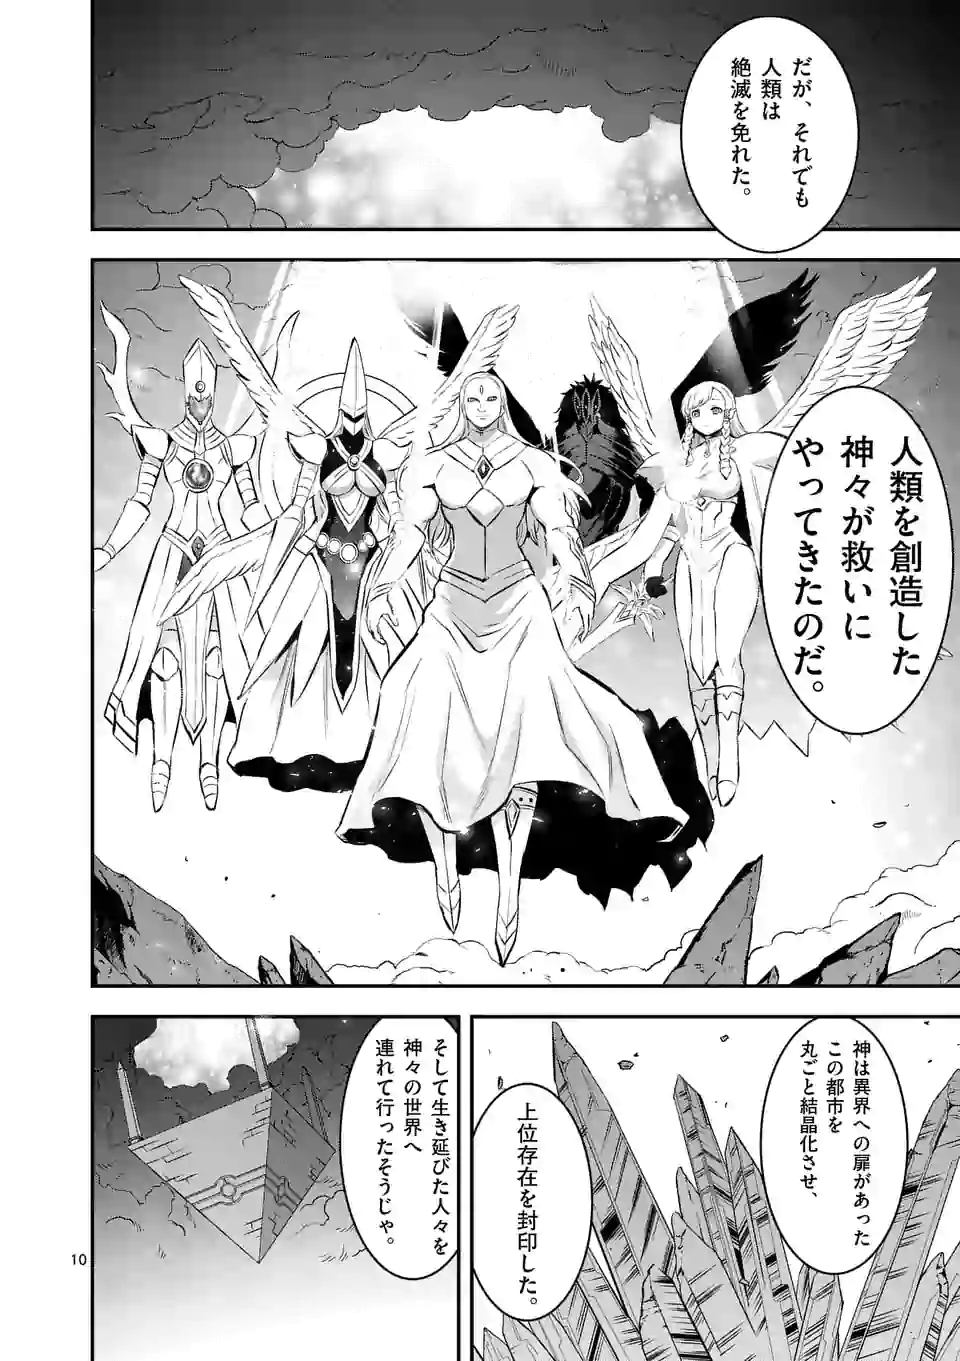 だが、それでも
人類は
絶滅を免れた。
人類を創造した
神々が救いに
やってきたのだ。
神は異界への扉があった
この都市を
丸ごと結晶化させ、
上位存在を封印した。
そして生き延びた人々を
神々の世界へ
連れて行ったそうじゃ。
10